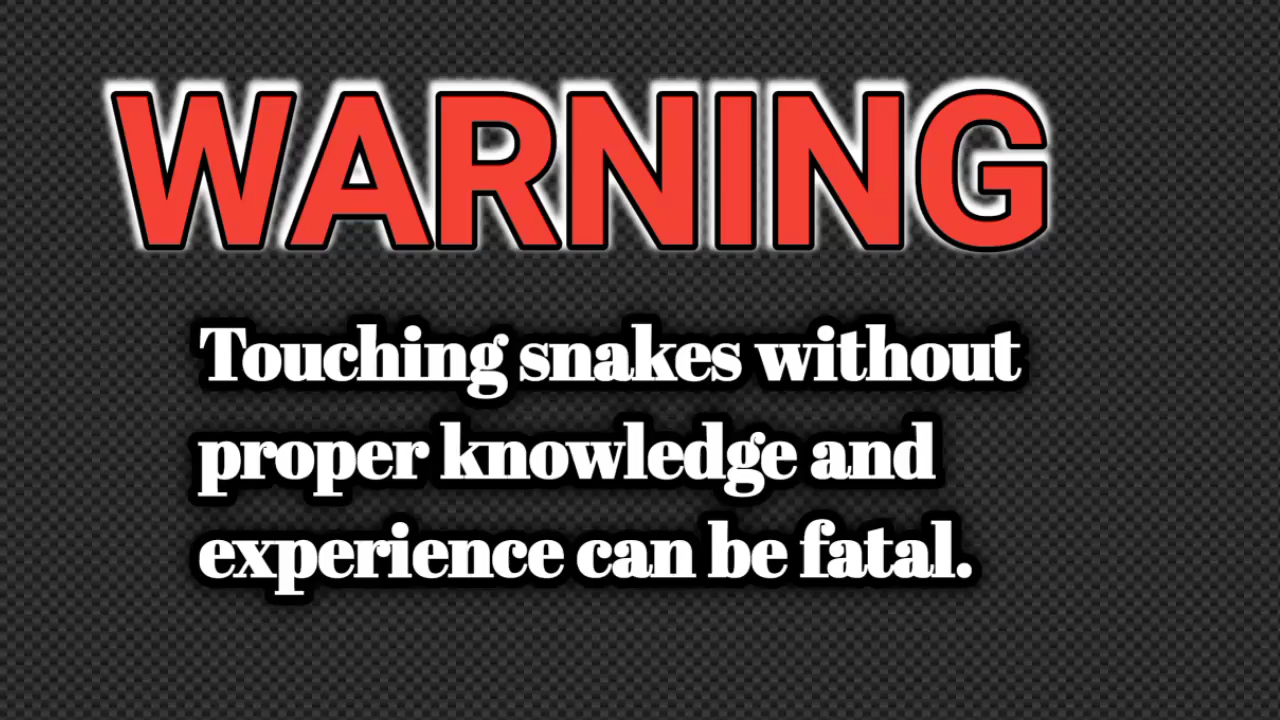 WARNING
Touching snakes without
proper knowledge and
experience can be fatal.